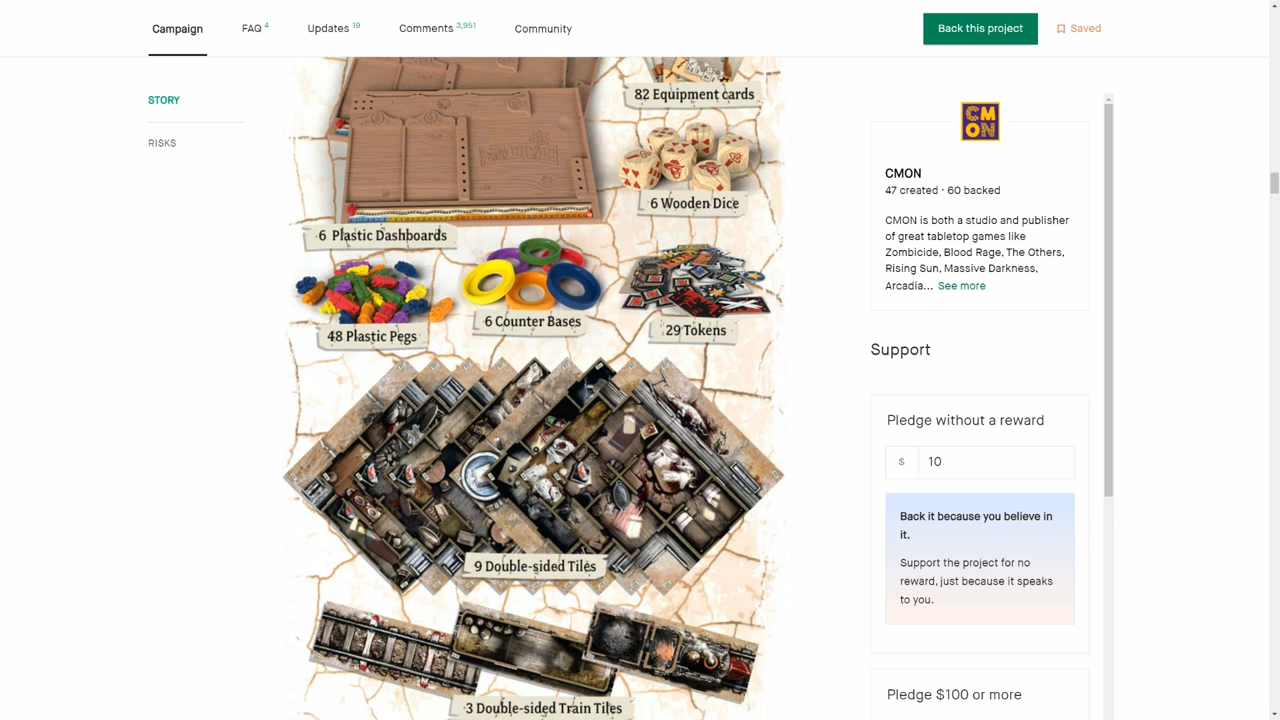 Campaign
FAQ 4
Updates 19
Comments 3,951
Community
Back this project
Saved
STORY
RISKS
82 Equipment cards
6 Wooden Dice
6 Plastic Dashboards
48 Plastic Pegs
6 Counter Bases
29 Tokens
9 Double-sided Tiles
3 Double-sided Train Tiles
CMON
CMON
47 created · 60 backed
CMON is both a studio and publisher
of great tabletop games like
Zombicide, Blood Rage, The Others,
Rising Sun, Massive Darkness,
Arcadia... See more
Support
Pledge without a reward
$ 10
Back it because you believe in
it.
Support the project for no
reward, just because it speaks
to you.
Pledge $100 or more